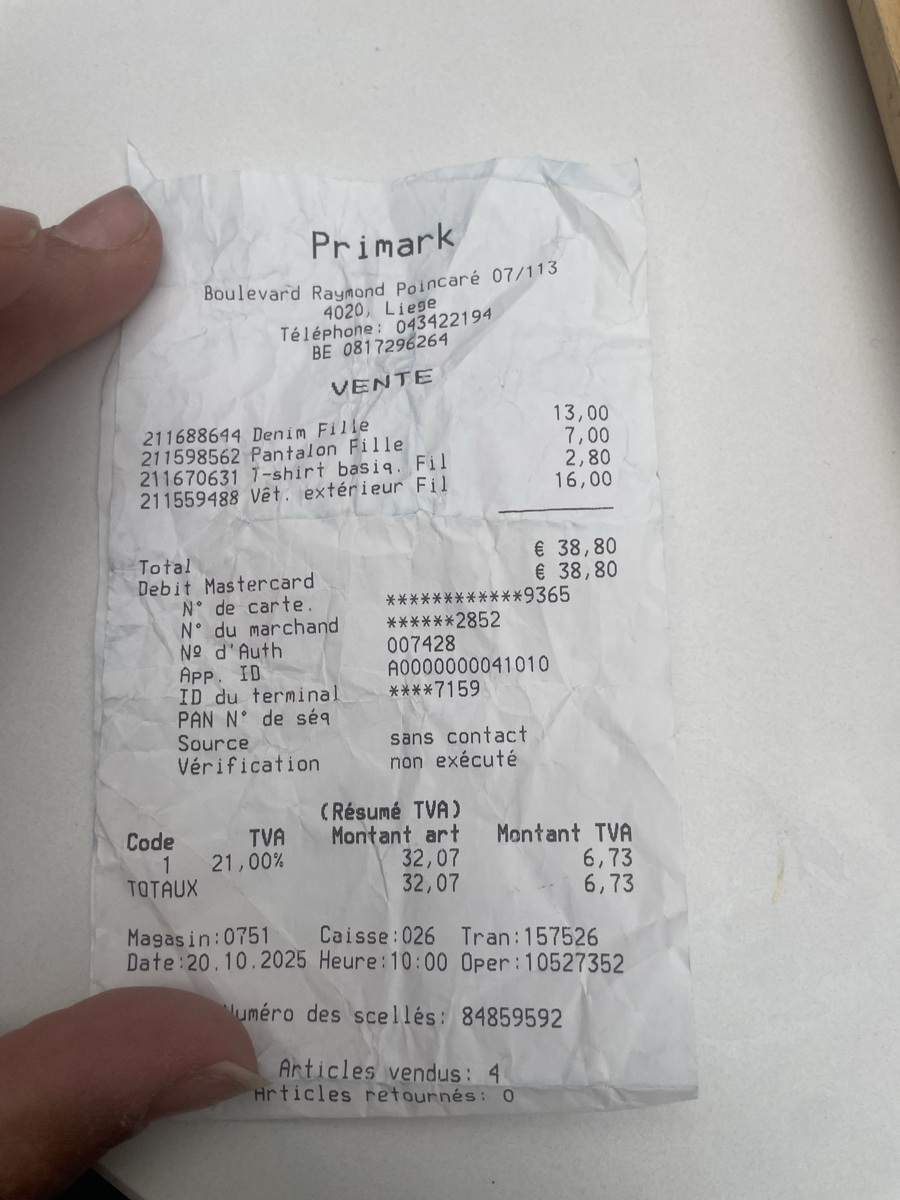 Primark
Boulevard Raymond Poincaré 07/113
4020, Liege
Téléphone: 043422194
BE 0817296264
VENTE
211688644 Denim Fille 13,00
211598562 Pantalon Fille 7,00
211670631 T-shirt basiq. Fil 2,80
211559488 Vêt. extérieur Fil 16,00
Total € 38,80
Debit Mastercard € 38,80
N° de carte. ************9365
N° du marchand ******2852
Nº d'Auth 007428
App. ID A0000000041010
ID du terminal ****7159
PAN N° de séq
Source sans contact
Vérification non exécuté
(Résumé TVA)
Code TVA Montant art Montant TVA
1 21,00% 32,07 6,73
TOTAUX 32,07 6,73
Magasin:0751 Caisse:026 Tran:157526
Date:20.10.2025 Heure:10:00 Oper:10527352
Numéro des scellés: 84859592
Articles vendus: 4
Articles retournés: 0